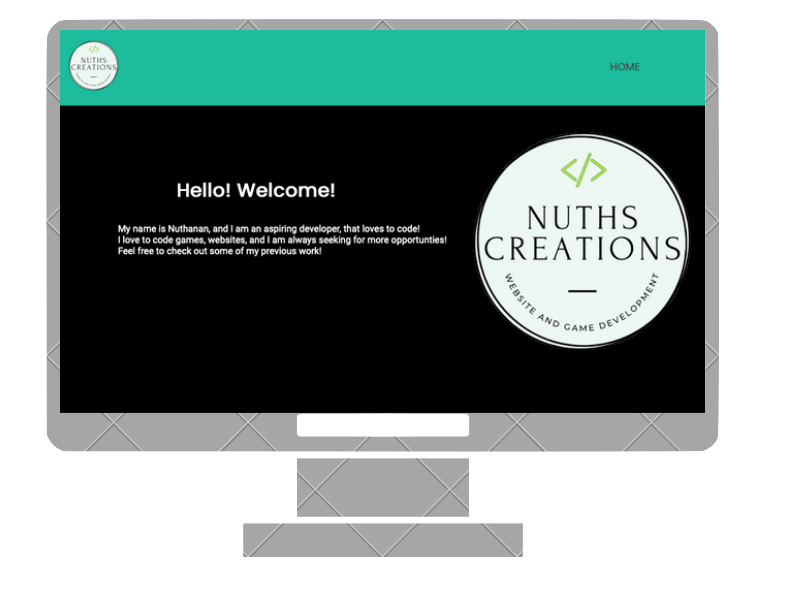 NUTHS
CREATIONS
HOME
Hello! Welcome!
My name is Nuthanan, and I am an aspiring developer, that loves to code!
I love to code games, websites, and I am always seeking for more opportunties!
Feel free to check out some of my previous work!
</>
NUTHS
CREATIONS
WEBSITE AND GAME DEVELOPMENT